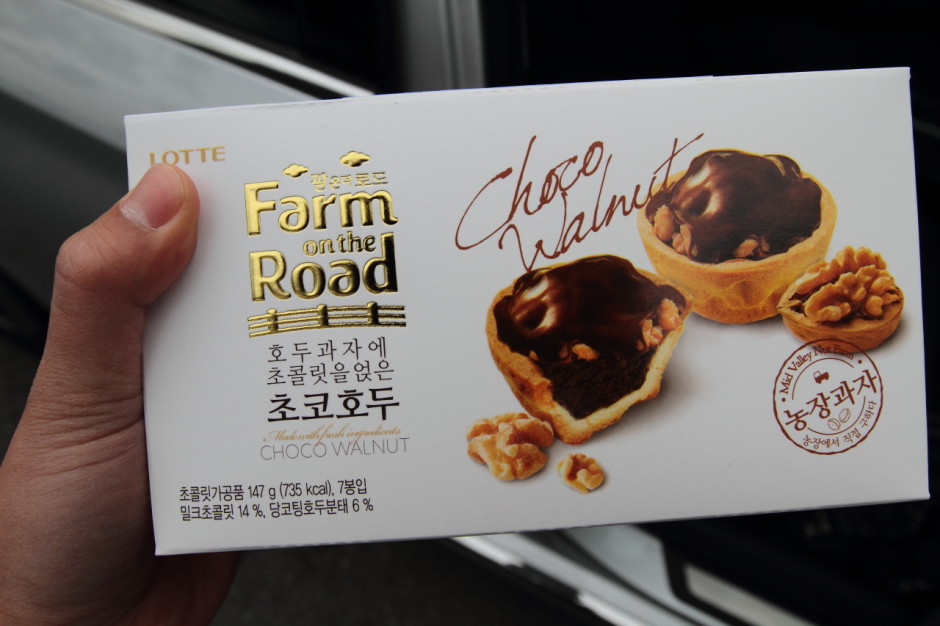 LOTTE
팜온더로드
Farm
on the
Road
호두과자에
초콜릿을 얹은
초코호두
Made with fresh ingredients
CHOCO WALNUT
초콜릿가공품 147 g (735 kcal), 7봉입
밀크초콜릿 14 %, 당코팅호두분태 6 %
Choco
Walnut
Mid Valley Nut Farm
농장과자
농장에서 직접 구하다